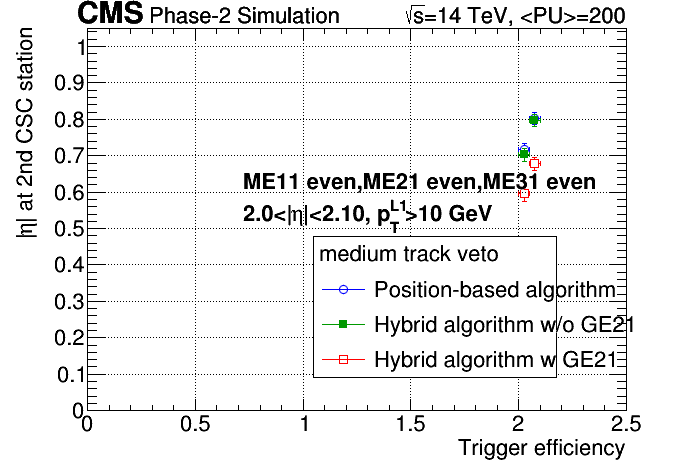 CMS Phase-2 Simulation √s=14 TeV, <PU>=200
|η| at 2nd CSC station
1
0.9
0.8
0.7
0.6
0.5
0.4
0.3
0.2
0.1
0
ME11 even,ME21 even,ME31 even
2.0<|η|<2.10, p_T^L1>10 GeV
medium track veto
Position-based algorithm
Hybrid algorithm w/o GE21
Hybrid algorithm w GE21
0 0.5 1 1.5 2 2.5
Trigger efficiency